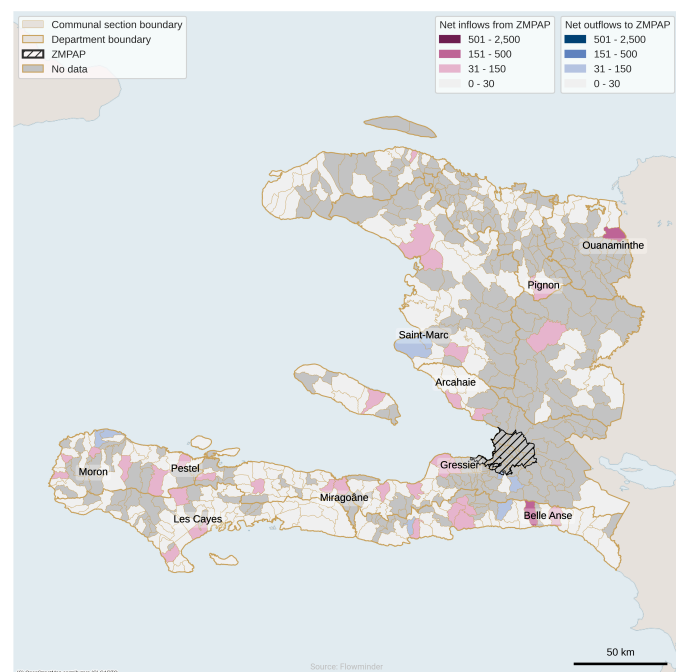 Communal section boundary
Department boundary
ZMPAP
No data
Net inflows from ZMPAP
501 - 2,500
151 - 500
31 - 150
0 - 30
Net outflows to ZMPAP
501 - 2,500
151 - 500
31 - 150
0 - 30
Ouanaminthe
Pignon
Saint-Marc
Arcahaie
Gressier
Moron
Pestel
Miragoâne
Les Cayes
Belle Anse
50 km
Source: Flowminder